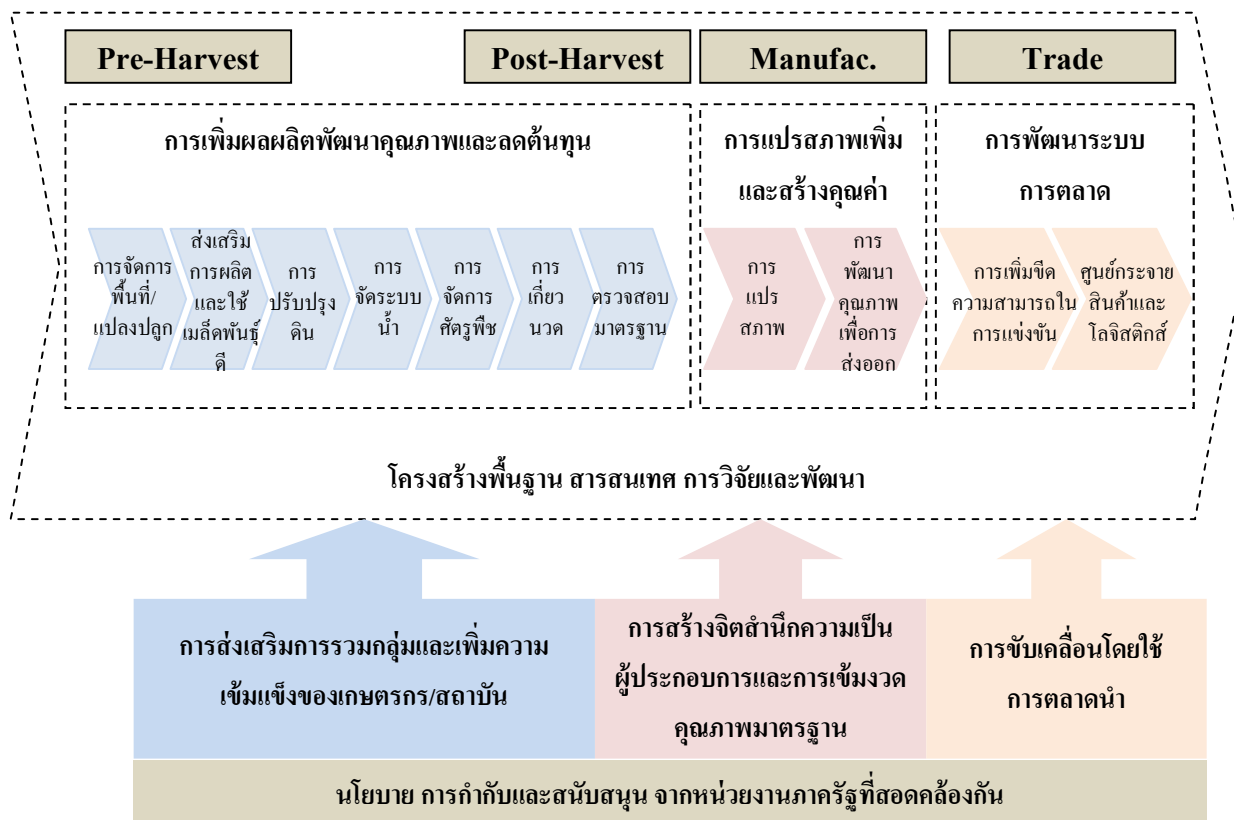 Pre-Harvest
Post-Harvest
Manufac.
Trade
การเพิ่มผลผลิตพัฒนาคุณภาพและลดต้นทุน
การจัดการ
พื้นที่/
แปลงปลูก
ส่งเสริม
การผลิต
และใช้
เมล็ดพันธุ์
ดี
การ
ปรับปรุง
ดิน
การ
จัดระบบ
น้ำ
การ
จัดการ
ศัตรูพืช
การ
เกี่ยว
นวด
การ
ตรวจสอบ
มาตรฐาน
การแปรสภาพเพิ่ม
และสร้างคุณค่า
การ
แปร
สภาพ
การ
พัฒนา
คุณภาพ
เพื่อการ
ส่งออก
การพัฒนาระบบ
การตลาด
การเพิ่มขีด
ความสามารถใน
การแข่งขัน
ศูนย์กระจาย
สินค้าและ
โลจิสติกส์
โครงสร้างพื้นฐาน สารสนเทศ การวิจัยและพัฒนา
การส่งเสริมการรวมกลุ่มและเพิ่มความ
เข้มแข็งของเกษตรกร/สถาบัน
การสร้างจิตสำนึกความเป็น
ผู้ประกอบการและการเข้มงวด
คุณภาพมาตรฐาน
การขับเคลื่อนโดยใช้
การตลาดนำ
นโยบาย การกำกับและสนับสนุน จากหน่วยงานภาครัฐที่สอดคล้องกัน